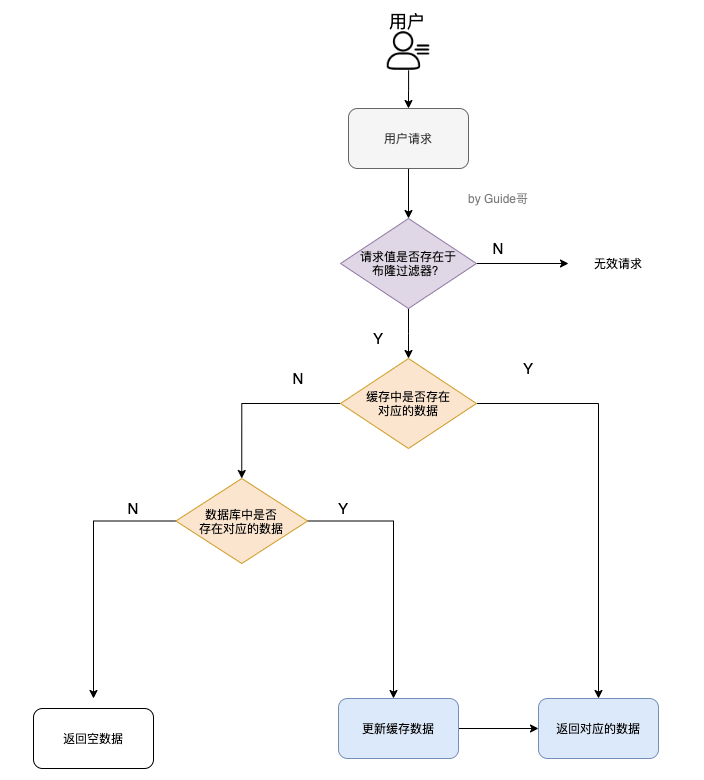 用户
用户请求
by Guide哥
请求值是否存在于
布隆过滤器?
N
无效请求
Y
缓存中是否存在
对应的数据
N
Y
数据库中是否
存在对应的数据
N
Y
返回空数据
更新缓存数据
返回对应的数据